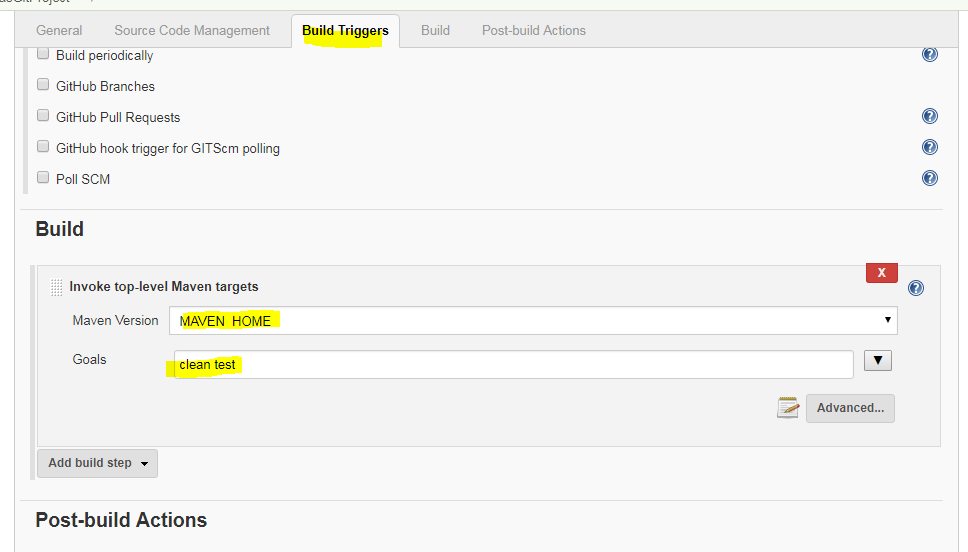 General Source Code Management Build Triggers Build Post-build Actions
Build periodically
GitHub Branches
GitHub Pull Requests
GitHub hook trigger for GITScm polling
Poll SCM
Build
X
Invoke top-level Maven targets
Maven Version MAVEN_HOME
Goals clean test
Advanced...
Add build step
Post-build Actions